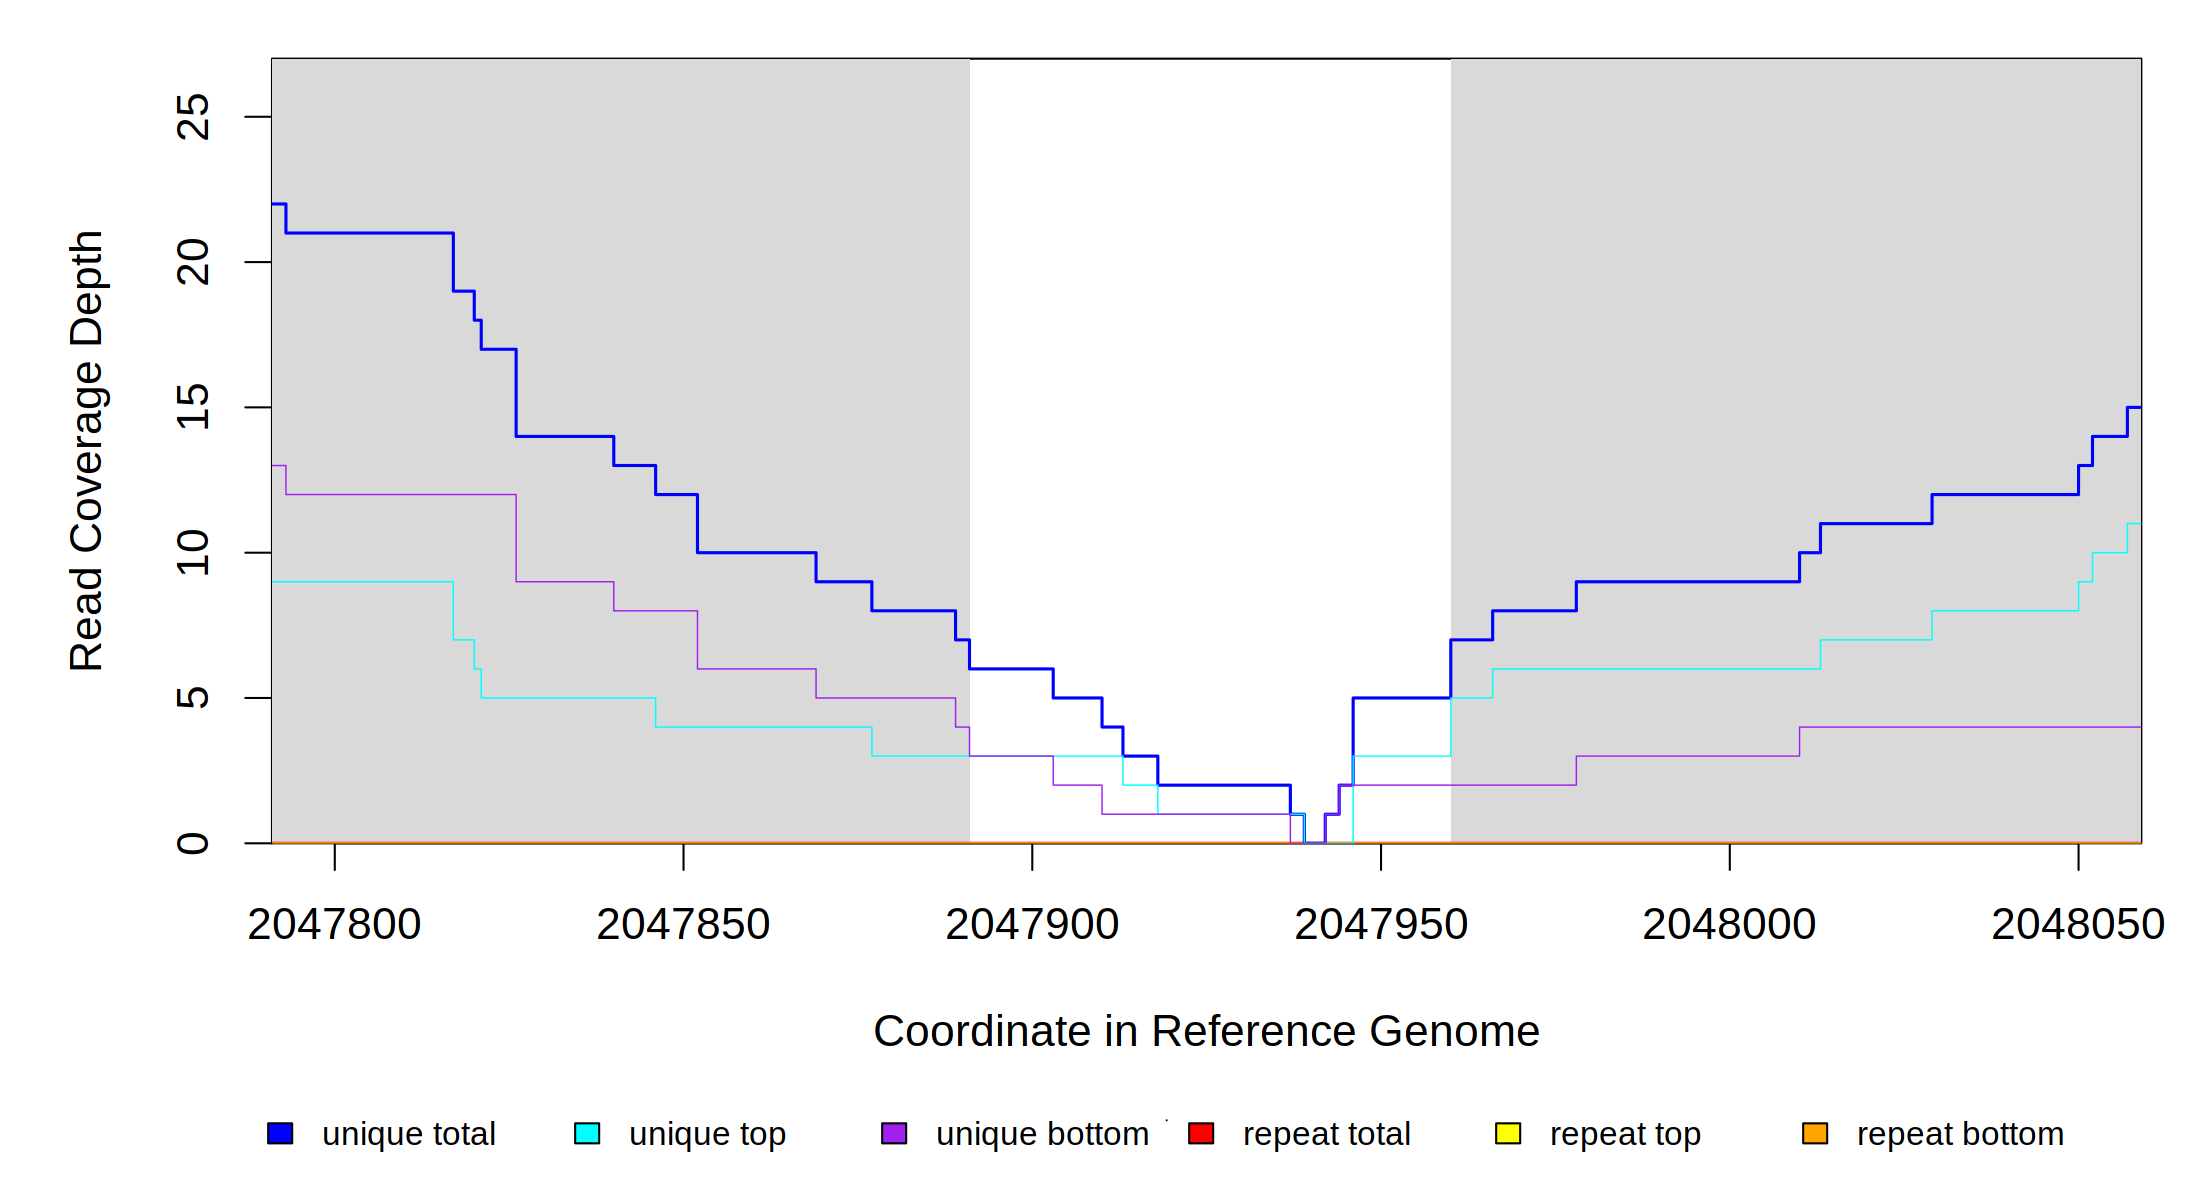 25
20
15
10
5
0
Read Coverage Depth
2047800 2047850 2047900 2047950 2048000 2048050
Coordinate in Reference Genome
unique total unique top unique bottom repeat total repeat top repeat bottom